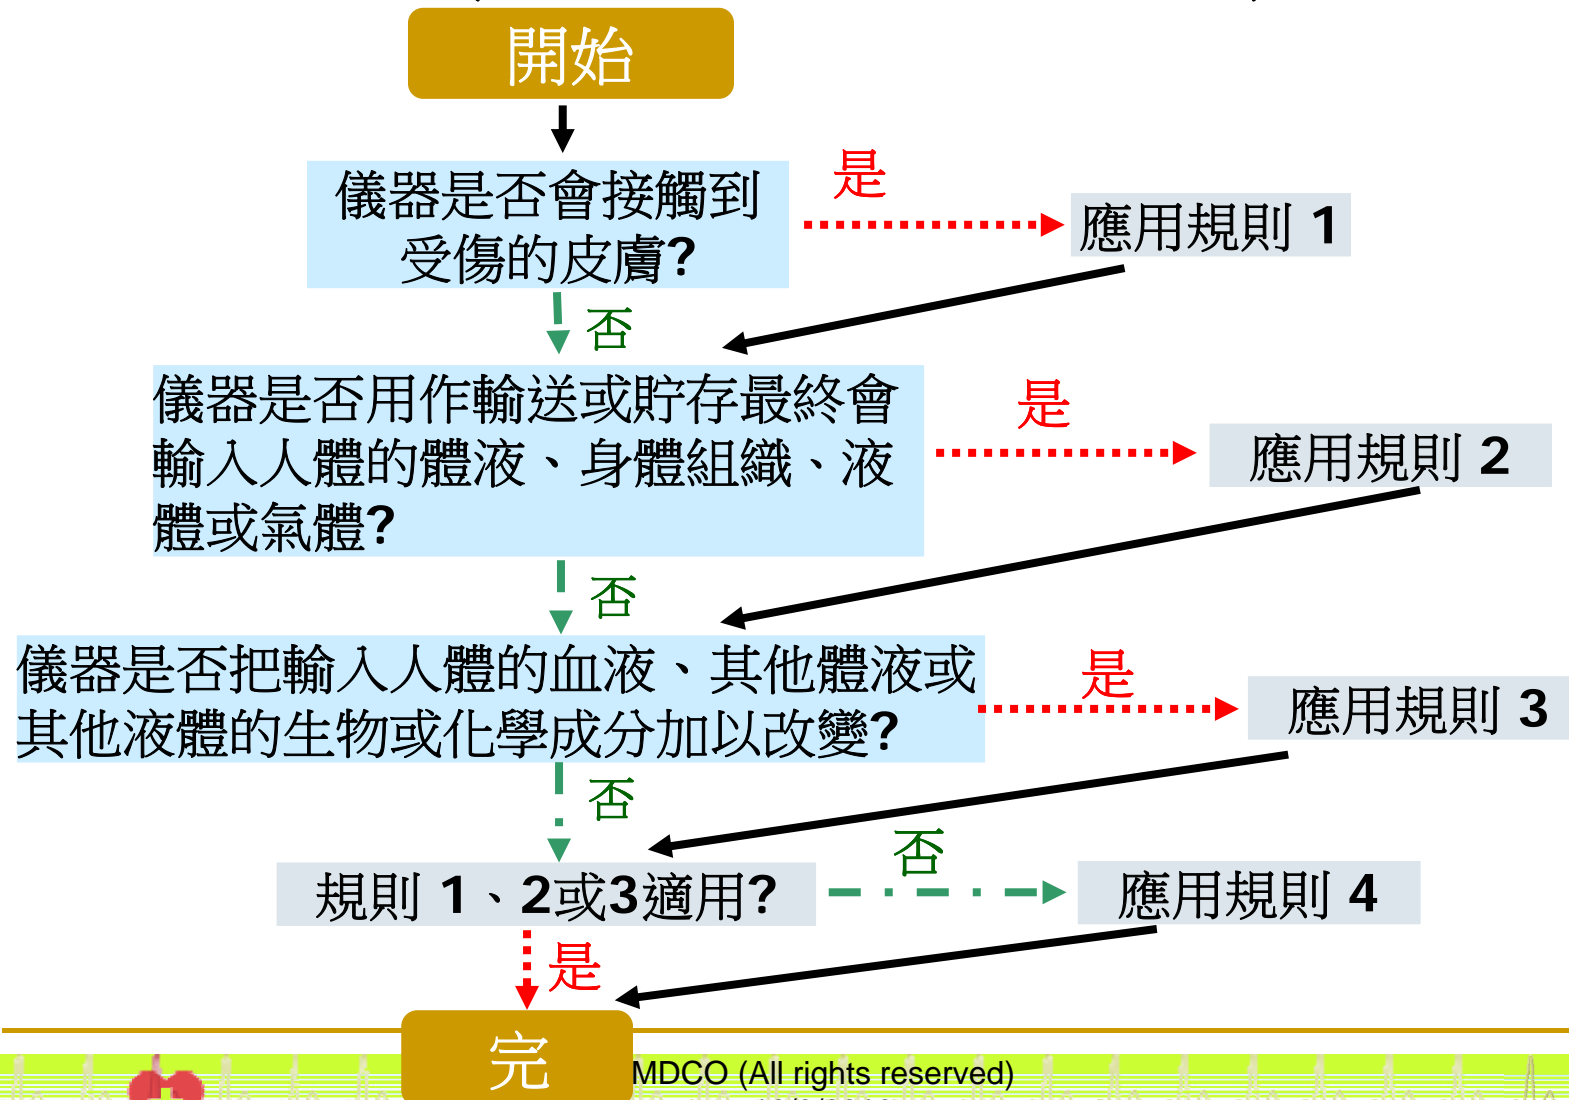 開始
儀器是否會接觸到
受傷的皮膚?
是
應用規則 1
否
儀器是否用作輸送或貯存最終會
輸入人體的體液、身體組織、液
體或氣體?
是
應用規則 2
否
儀器是否把輸入人體的血液、其他體液或
其他液體的生物或化學成分加以改變?
是
應用規則 3
否
規則 1、2或3適用?
否
應用規則 4
是
完
MDCO (All rights reserved)